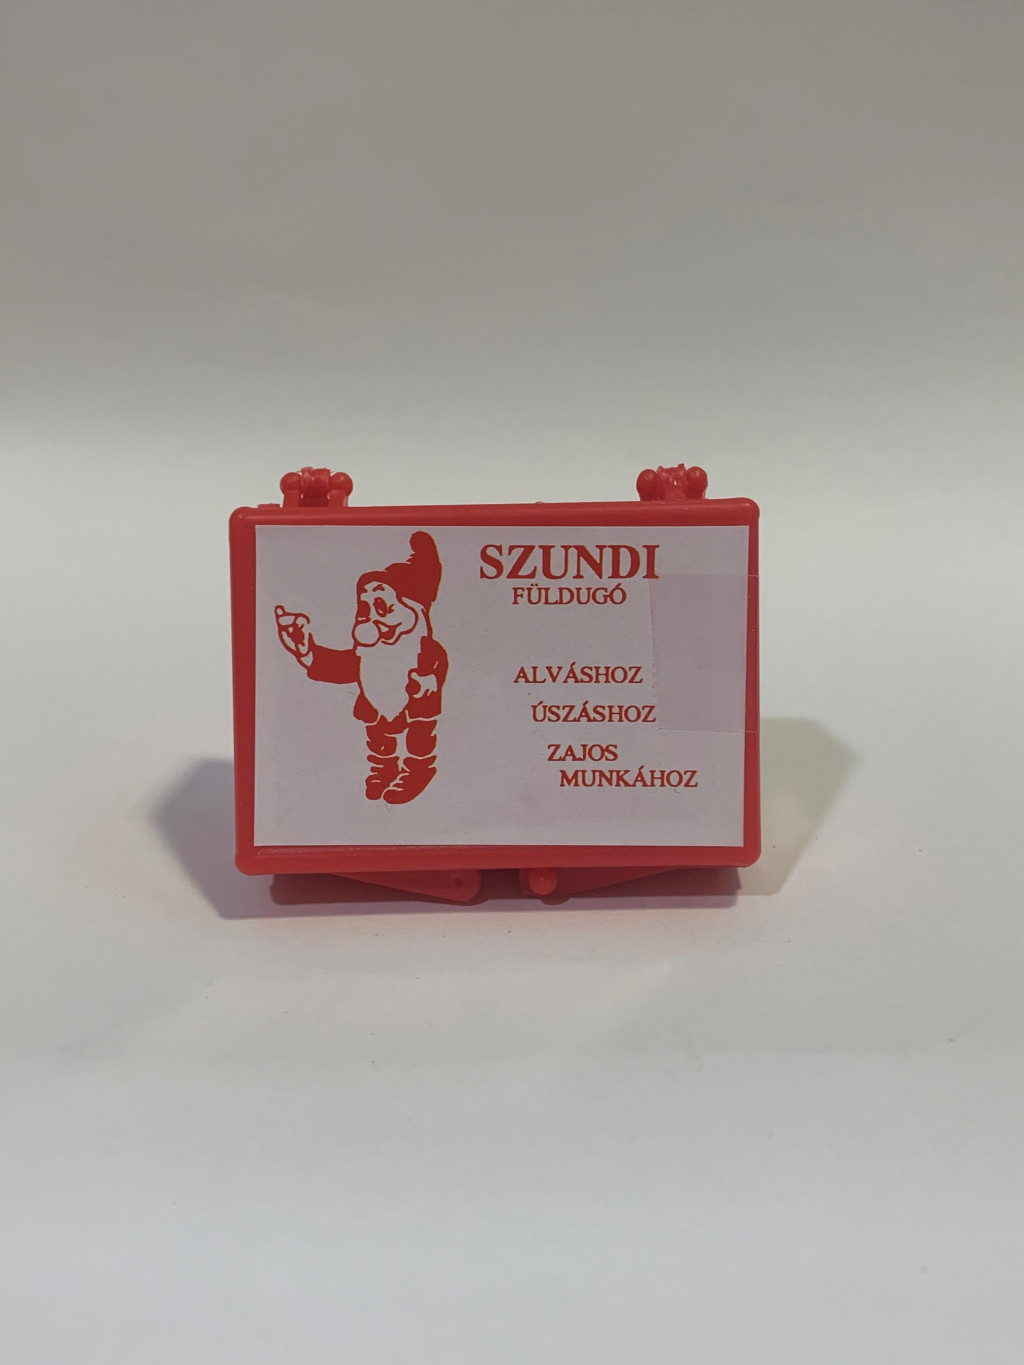 SZUNDI
FÜLDUGÓ
ALVÁSHOZ
ÚSZÁSHOZ
ZAJOS
MUNKÁHOZ